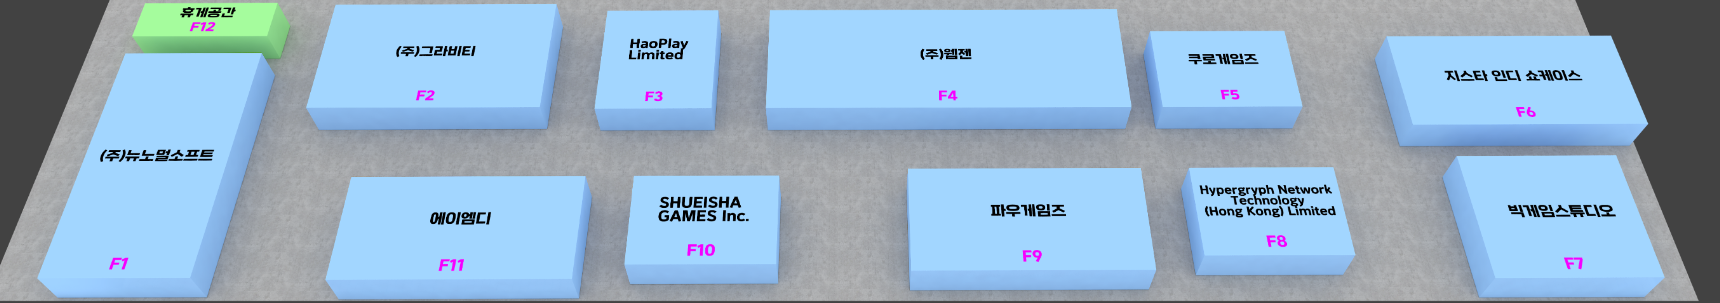 휴게공간
F12
(주)그라비티
F2
HaoPlay
Limited
F3
(주)웹젠
F4
쿠로게임즈
F5
지스타 인디 쇼케이스
F6
(주)뉴노멀소프트
F1
에이엠디
F11
SHUEISHA
GAMES Inc.
F10
파우게임즈
F9
Hypergryph Network
Technology
(Hong Kong) Limited
F8
빅게임스튜디오
F7